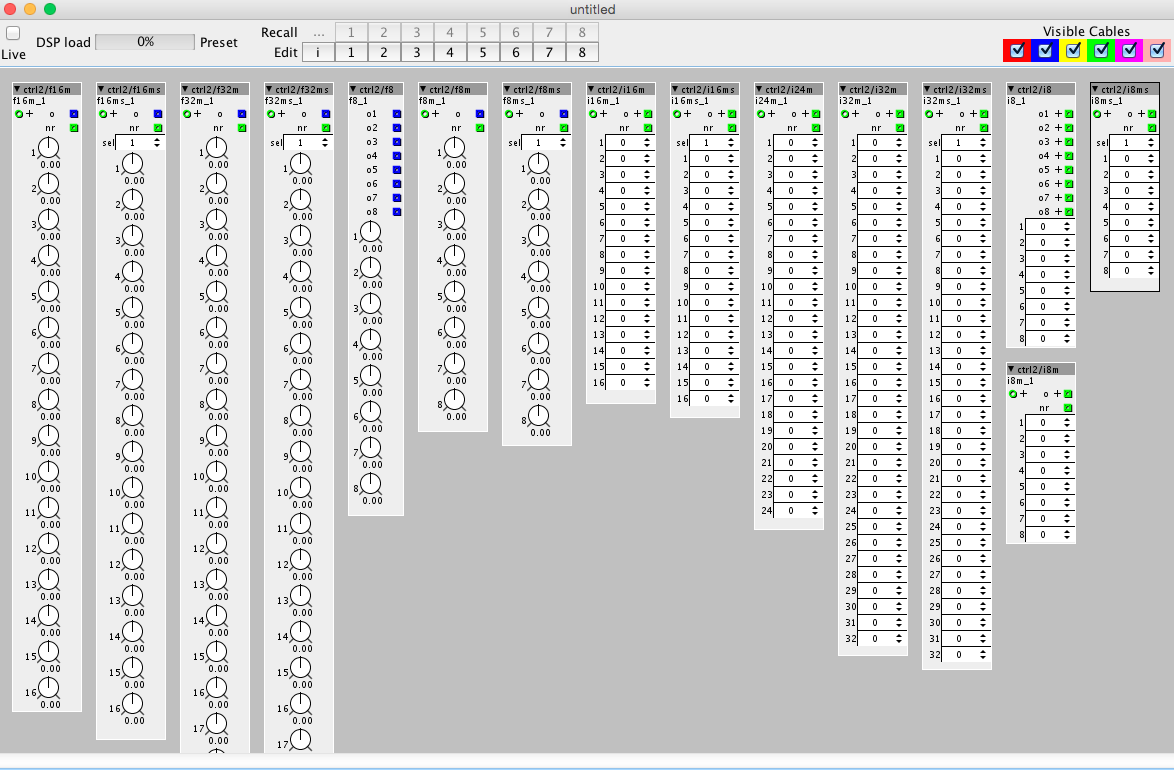 untitled
Live
DSP load 0% Preset
Recall ... 1 2 3 4 5 6 7 8
Edit i 1 2 3 4 5 6 7 8
Visible Cables
ctrl2/f16m
f16m_1
+ o
nr
1 0.00
2 0.00
3 0.00
4 0.00
5 0.00
6 0.00
7 0.00
8 0.00
9 0.00
10 0.00
11 0.00
12 0.00
13 0.00
14 0.00
15 0.00
16 0.00
ctrl2/f16ms
f16ms_1
+ o
nr
sel 1
1 0.00
2 0.00
3 0.00
4 0.00
5 0.00
6 0.00
7 0.00
8 0.00
9 0.00
10 0.00
11 0.00
12 0.00
13 0.00
14 0.00
15 0.00
16 0.00
ctrl2/f32m
f32m_1
+ o
nr
1 0.00
2 0.00
3 0.00
4 0.00
5 0.00
6 0.00
7 0.00
8 0.00
9 0.00
10 0.00
11 0.00
12 0.00
13 0.00
14 0.00
15 0.00
16 0.00
17 0.00
ctrl2/f32ms
f32ms_1
+ o
nr
sel 1
1 0.00
2 0.00
3 0.00
4 0.00
5 0.00
6 0.00
7 0.00
8 0.00
9 0.00
10 0.00
11 0.00
12 0.00
13 0.00
14 0.00
15 0.00
16 0.00
17
ctrl2/f8
f8_1
o1
o2
o3
o4
o5
o6
o7
o8
1 0.00
2 0.00
3 0.00
4 0.00
5 0.00
6 0.00
7 0.00
8 0.00
ctrl2/f8m
f8m_1
+ o
nr
1 0.00
2 0.00
3 0.00
4 0.00
5 0.00
6 0.00
7 0.00
8 0.00
ctrl2/f8ms
f8ms_1
+ o
nr
sel 1
1 0.00
2 0.00
3 0.00
4 0.00
5 0.00
6 0.00
7 0.00
8 0.00
ctrl2/i16m
i16m_1
+ o +
nr
1 0
2 0
3 0
4 0
5 0
6 0
7 0
8 0
9 0
10 0
11 0
12 0
13 0
14 0
15 0
16 0
ctrl2/i16ms
i16ms_1
+ o +
nr
sel 1
1 0
2 0
3 0
4 0
5 0
6 0
7 0
8 0
9 0
10 0
11 0
12 0
13 0
14 0
15 0
16 0
ctrl2/i24m
i24m_1
+ o +
nr
1 0
2 0
3 0
4 0
5 0
6 0
7 0
8 0
9 0
10 0
11 0
12 0
13 0
14 0
15 0
16 0
17 0
18 0
19 0
20 0
21 0
22 0
23 0
24 0
ctrl2/i32m
i32m_1
+ o +
nr
1 0
2 0
3 0
4 0
5 0
6 0
7 0
8 0
9 0
10 0
11 0
12 0
13 0
14 0
15 0
16 0
17 0
18 0
19 0
20 0
21 0
22 0
23 0
24 0
25 0
26 0
27 0
28 0
29 0
30 0
31 0
32 0
ctrl2/i32ms
i32ms_1
+ o +
nr
sel 1
1 0
2 0
3 0
4 0
5 0
6 0
7 0
8 0
9 0
10 0
11 0
12 0
13 0
14 0
15 0
16 0
17 0
18 0
19 0
20 0
21 0
22 0
23 0
24 0
25 0
26 0
27 0
28 0
29 0
30 0
31 0
32 0
ctrl2/i8
i8_1
o1 +
o2 +
o3 +
o4 +
o5 +
o6 +
o7 +
o8 +
1 0
2 0
3 0
4 0
5 0
6 0
7 0
8 0
ctrl2/i8m
i8m_1
+ o +
nr
1 0
2 0
3 0
4 0
5 0
6 0
7 0
8 0
ctrl2/i8ms
i8ms_1
+ o +
nr
sel 1
1 0
2 0
3 0
4 0
5 0
6 0
7 0
8 0